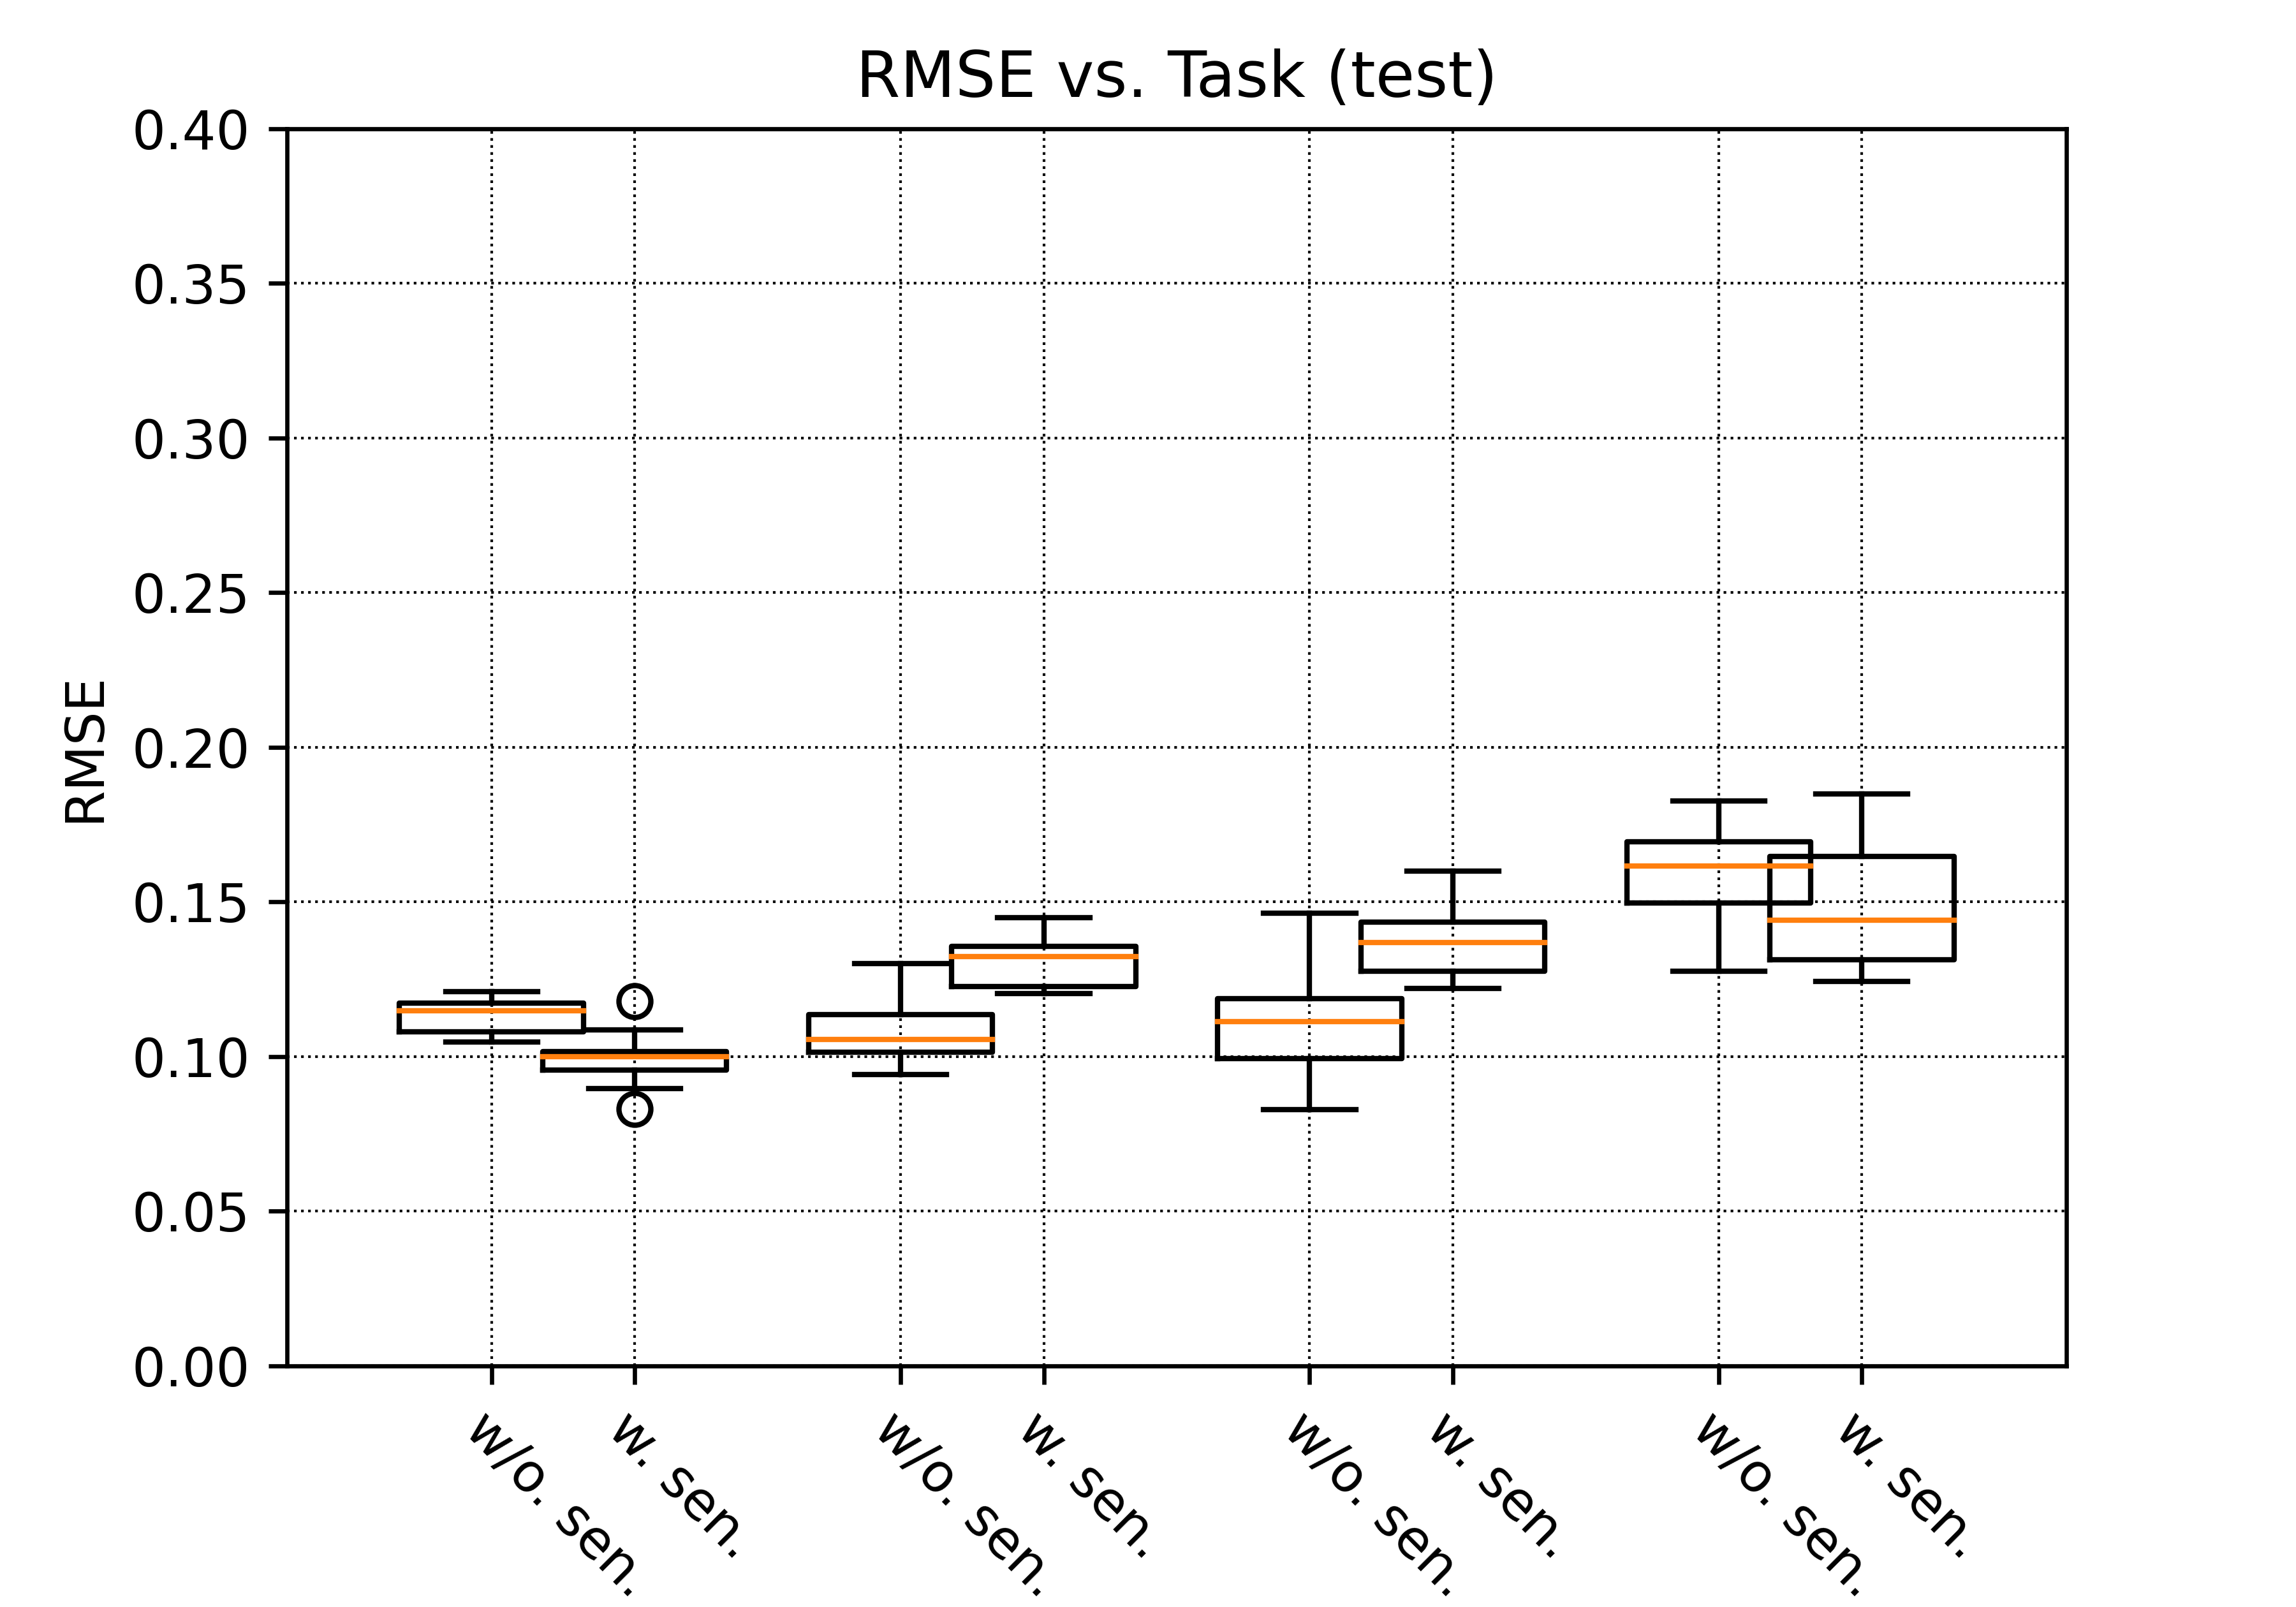 RMSE vs. Task (test)
0.40
0.35
0.30
0.25
0.20
0.15
0.10
0.05
0.00
RMSE
w/o. sen.
w. sen.
w/o. sen.
w. sen.
w/o. sen.
w. sen.
w/o. sen.
w. sen.